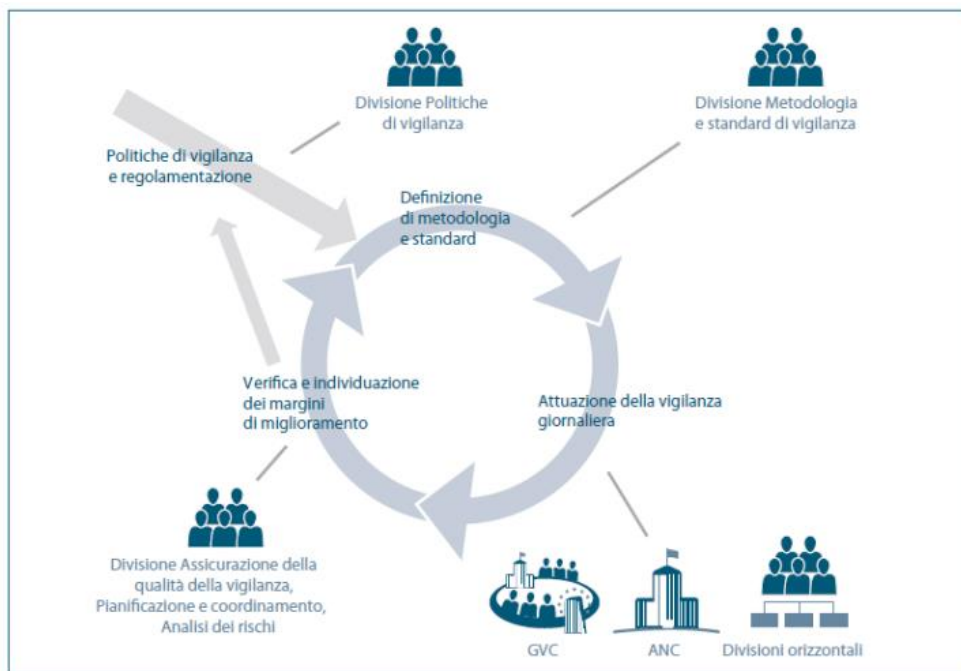 Divisione Politiche
di vigilanza
Divisione Metodologia
e standard di vigilanza
Politiche di vigilanza
e regolamentazione
Definizione
di metodologia
e standard
Verifica e individuazione
dei margini
di miglioramento
Attuazione della vigilanza
giornaliera
Divisione Assicurazione della
qualità della vigilanza,
Pianificazione e coordinamento,
Analisi dei rischi
GVC
ANC
Divisioni orizzontali